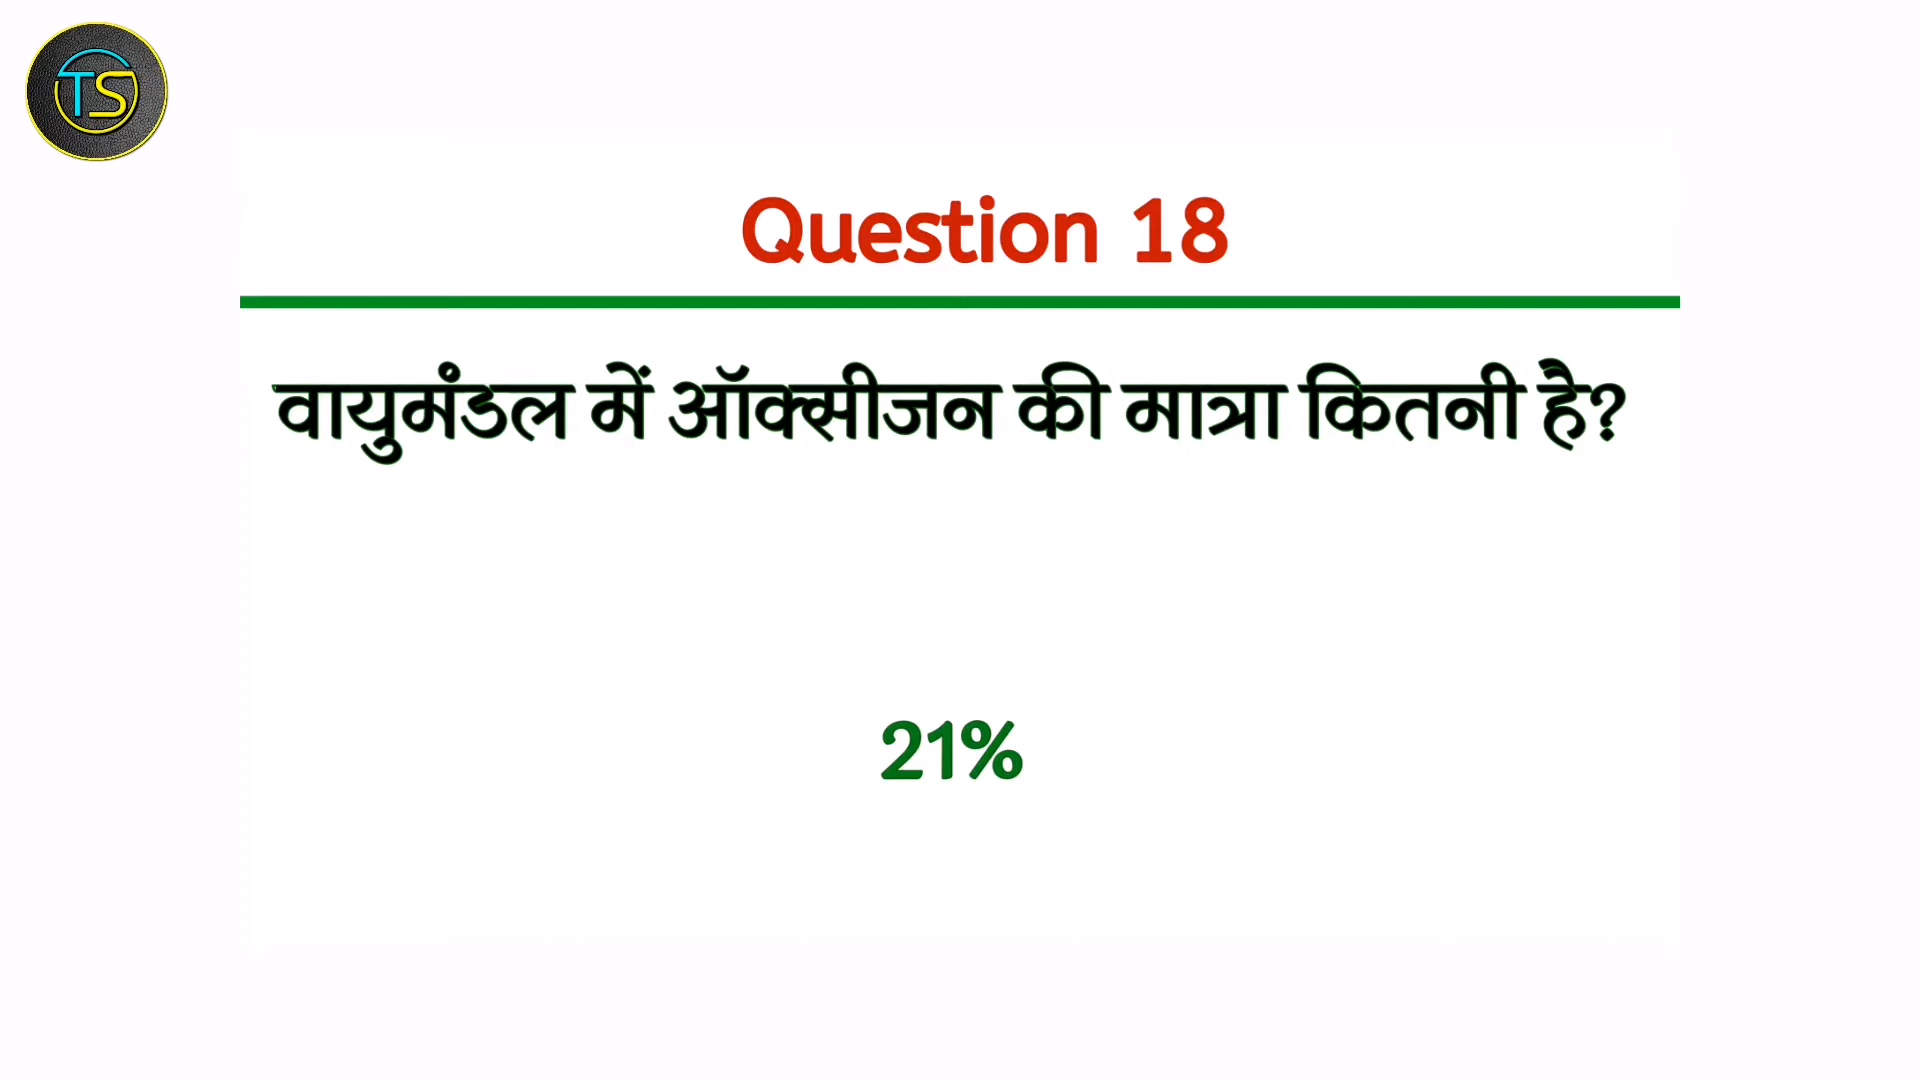 TS
Question 18
वायुमंडल में ऑक्सीजन की मात्रा कितनी है?
21%